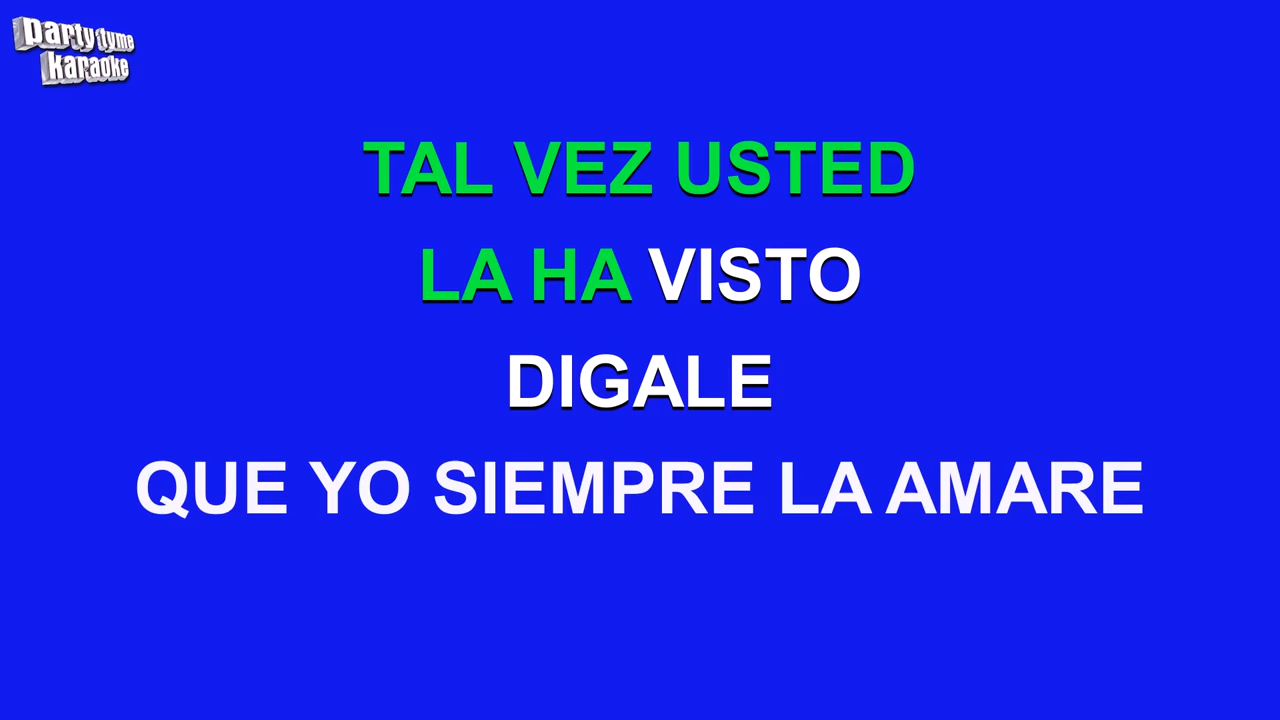 party tyme
karaoke
TAL VEZ USTED
LA HA VISTO
DIGALE
QUE YO SIEMPRE LA AMARE